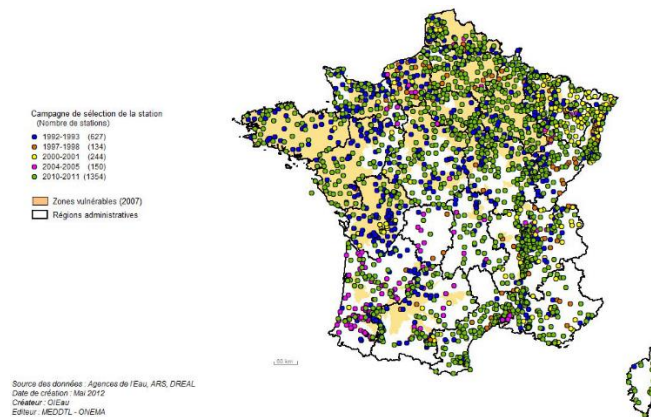 Campagne de sélection de la station
(Nombre de stations)
1992-1993 (627)
1997-1998 (134)
2000-2001 (244)
2004-2005 (150)
2010-2011 (1354)
Zones vulnérables (2007)
Régions administratives
50 km
Source des données : Agences de l'Eau, ARS, DREAL
Date de création : Mai 2012
Créateur : OIEau
Editeur : MEDDTL - ONEMA